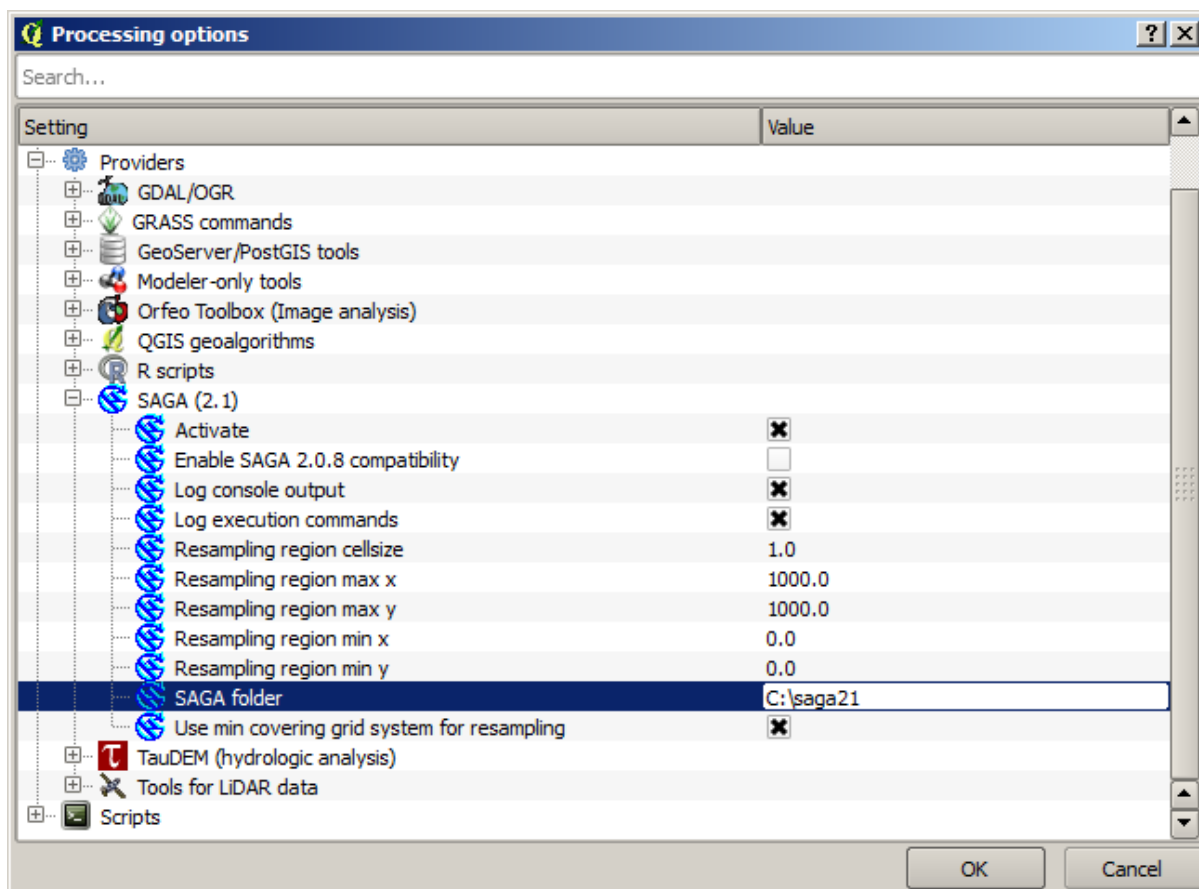 Processing options
Search...
Setting Value
Providers
GDAL/OGR
GRASS commands
GeoServer/PostGIS tools
Modeler-only tools
Orfeo Toolbox (Image analysis)
QGIS geoalgorithms
R scripts
SAGA (2.1)
Activate
Enable SAGA 2.0.8 compatibility
Log console output
Log execution commands
Resampling region cellsize 1.0
Resampling region max x 1000.0
Resampling region max y 1000.0
Resampling region min x 0.0
Resampling region min y 0.0
SAGA folder C:\saga21
Use min covering grid system for resampling
TauDEM (hydrologic analysis)
Tools for LiDAR data
Scripts
OK Cancel